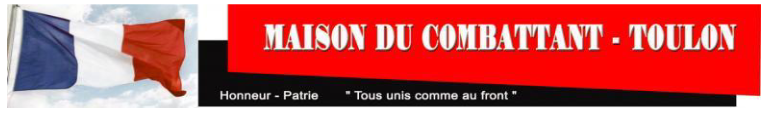 MAISON DU COMBATTANT - TOULON
Honneur - Patrie " Tous unis comme au front "